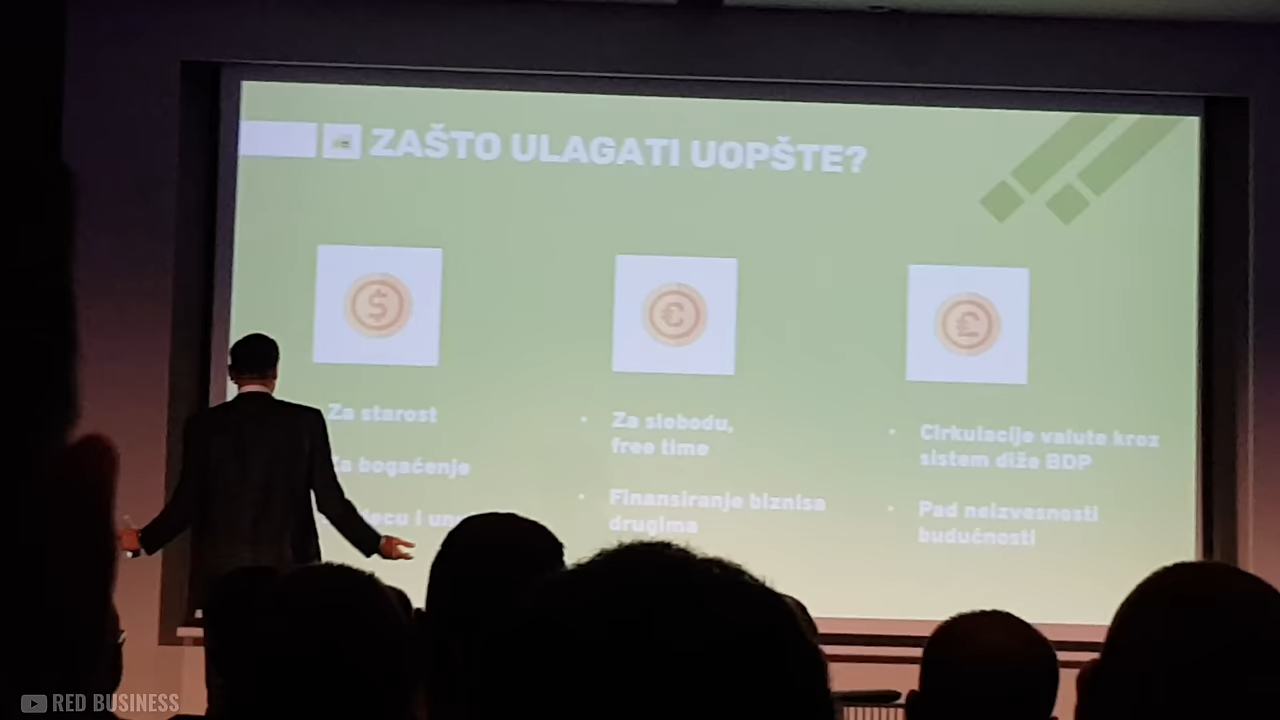 ZAŠTO ULAGATI UOPŠTE?
$
€
£
Za starost
Za bogaćenje
i
• Za slobodu,
free time
• Finansiranje biznisa
drugima
• Cirkulacije valute kroz
sistem diže BDP
• Pad neizvesnosti
budućnosti
RED BUSINESS